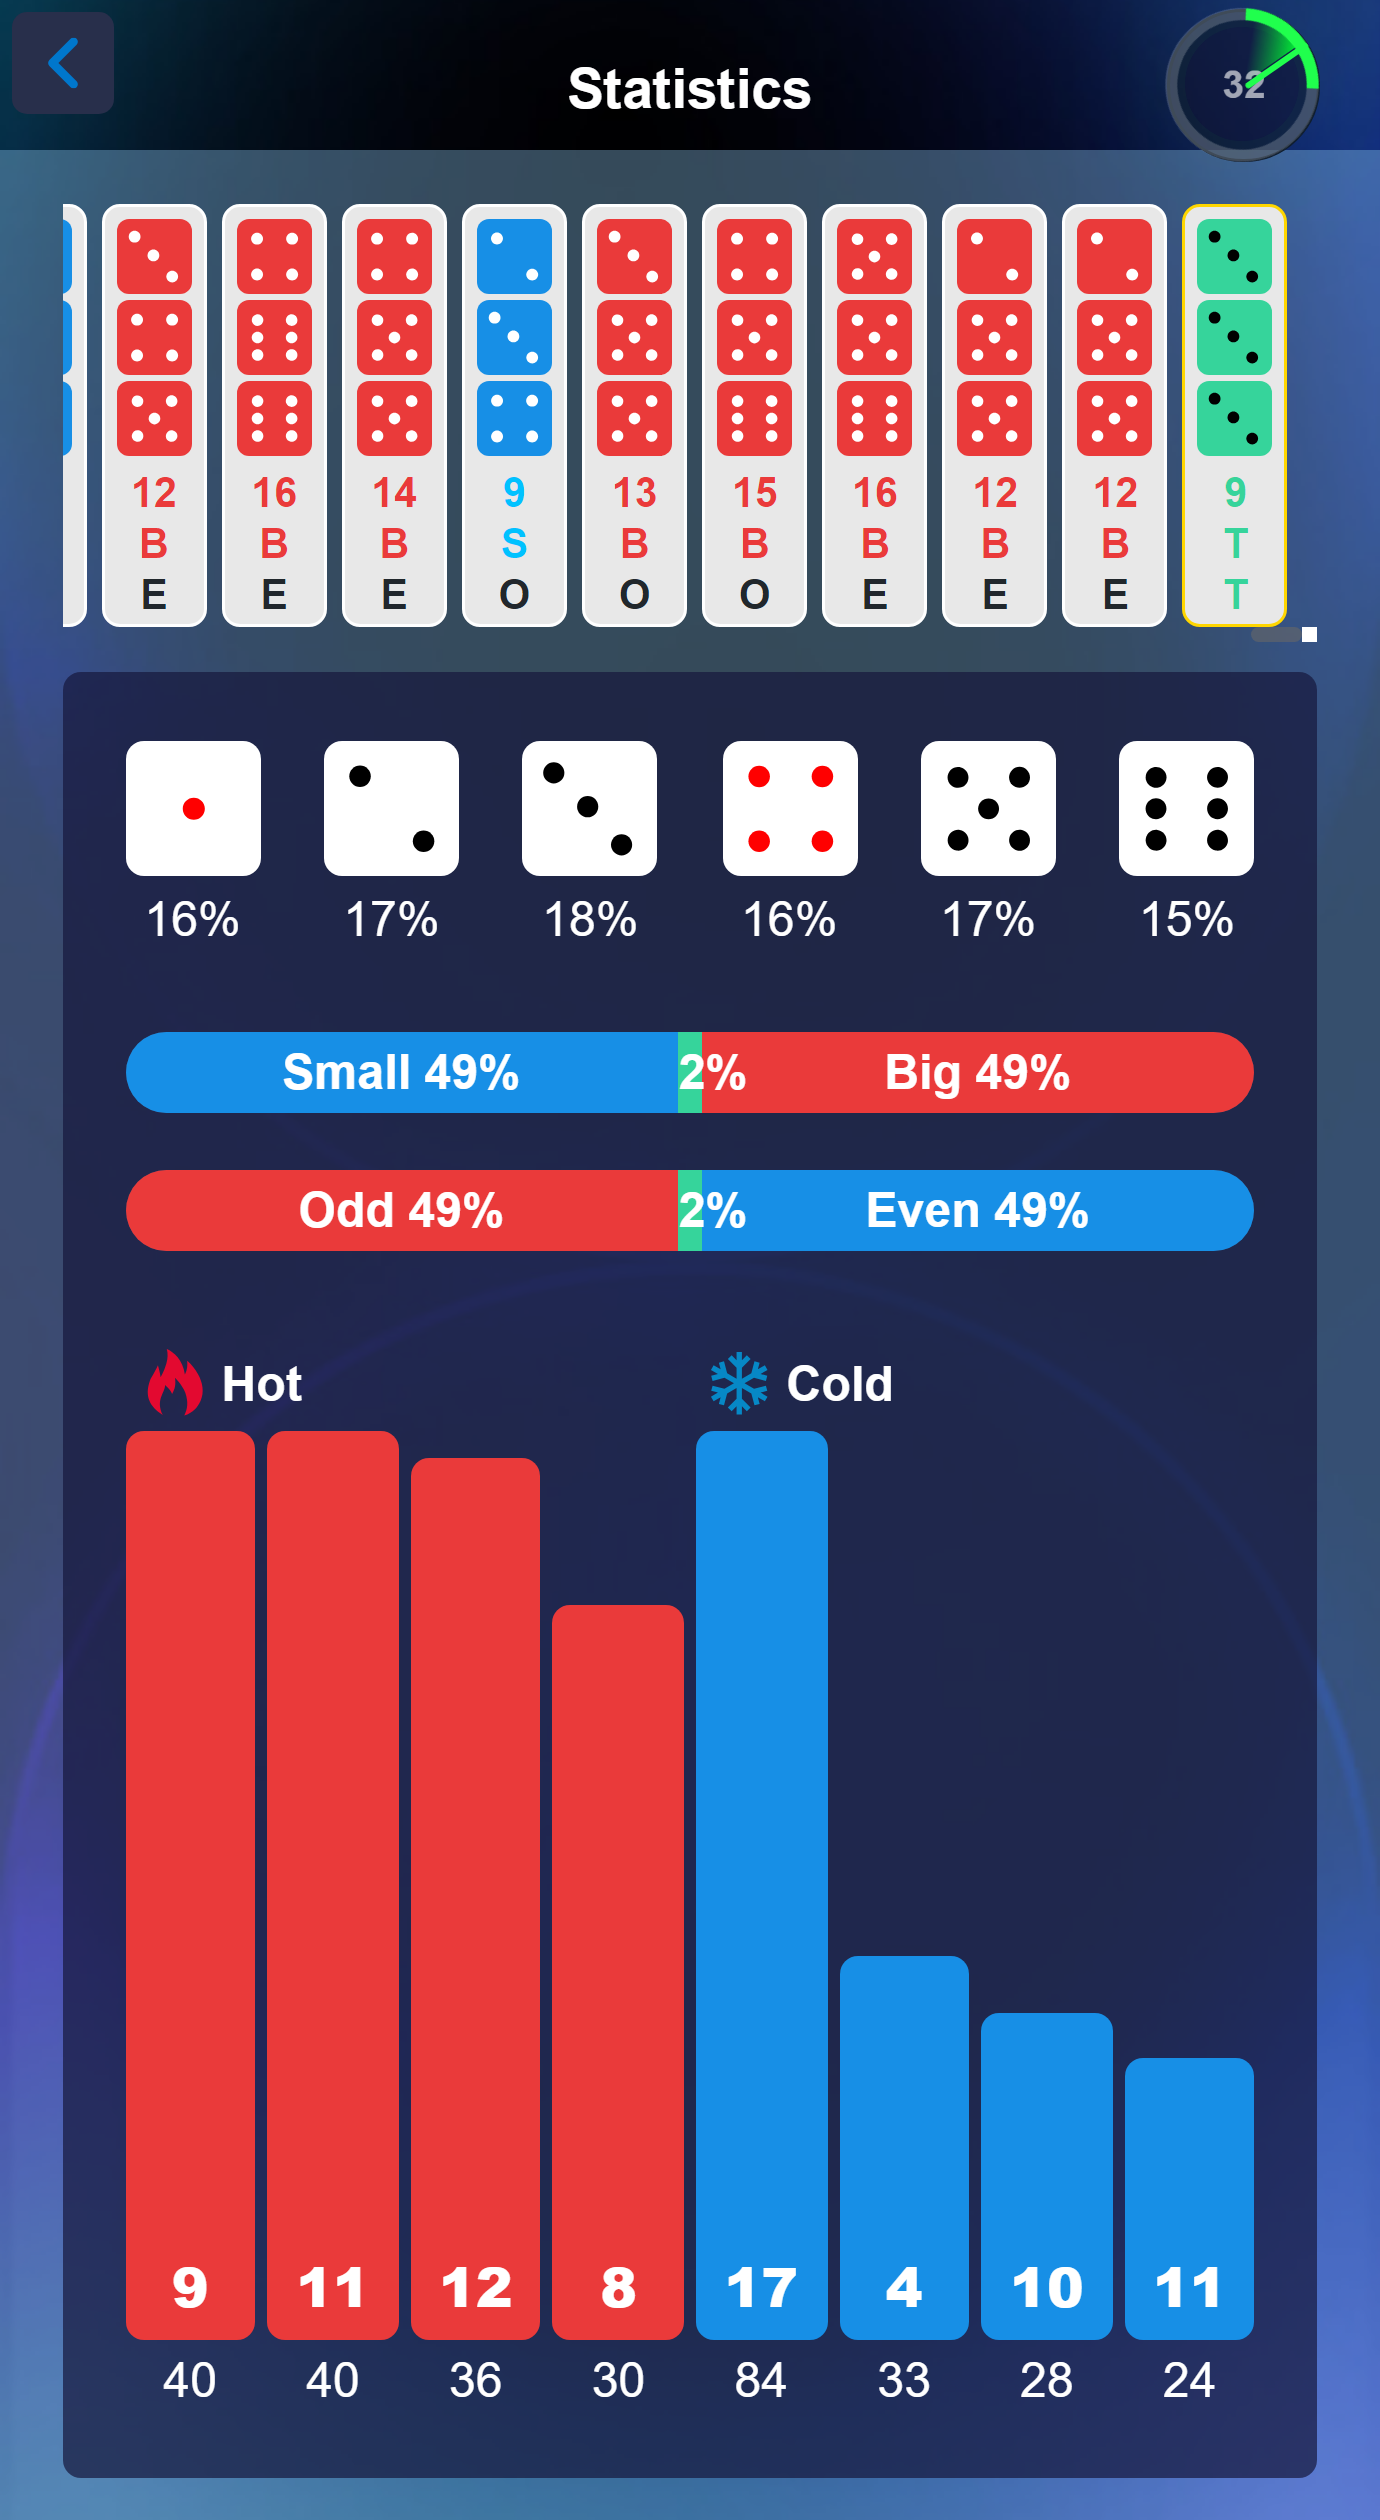 Statistics
32
12 16 14 9 13 15 16 12 12 9
B B B S B B B B B T
E E E O O O E E E T
16% 17% 18% 16% 17% 15%
Small 49% 2% Big 49%
Odd 49% 2% Even 49%
Hot Cold
9 11 12 8 17 4 10 11
40 40 36 30 84 33 28 24